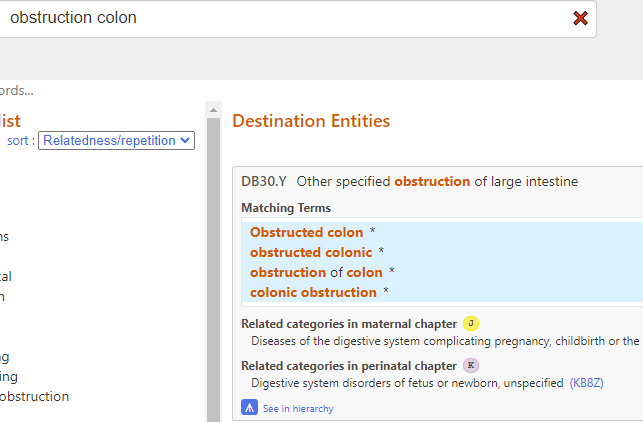 obstruction colon
ords...
ist
sort : Relatedness/repetition
ns
al
n
g
ing
obstruction
Destination Entities
DB30.Y Other specified obstruction of large intestine
Matching Terms
Obstructed colon *
obstructed colonic *
obstruction of colon *
colonic obstruction *
Related categories in maternal chapter J
Diseases of the digestive system complicating pregnancy, childbirth or the
Related categories in perinatal chapter K
Digestive system disorders of fetus or newborn, unspecified (KB8Z)
See in hierarchy